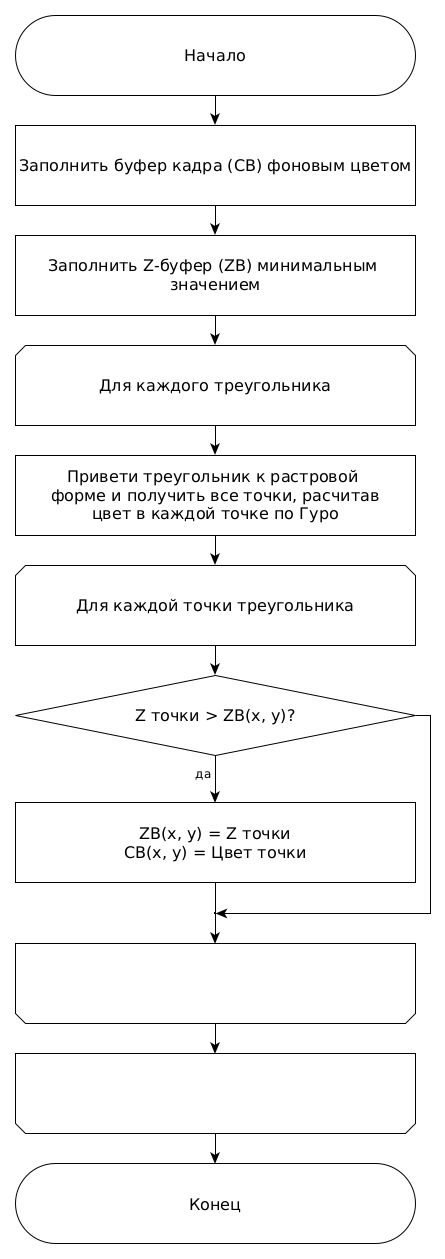 Начало
Заполнить буфер кадра (CB) фоновым цветом
Заполнить Z-буфер (ZB) минимальным
значением
Для каждого треугольника
Привети треугольник к растровой
форме и получить все точки, расчитав
цвет в каждой точке по Гуро
Для каждой точки треугольника
Z точки > ZB(x, y)?
да
ZB(x, y) = Z точки
CB(x, y) = Цвет точки
Конец